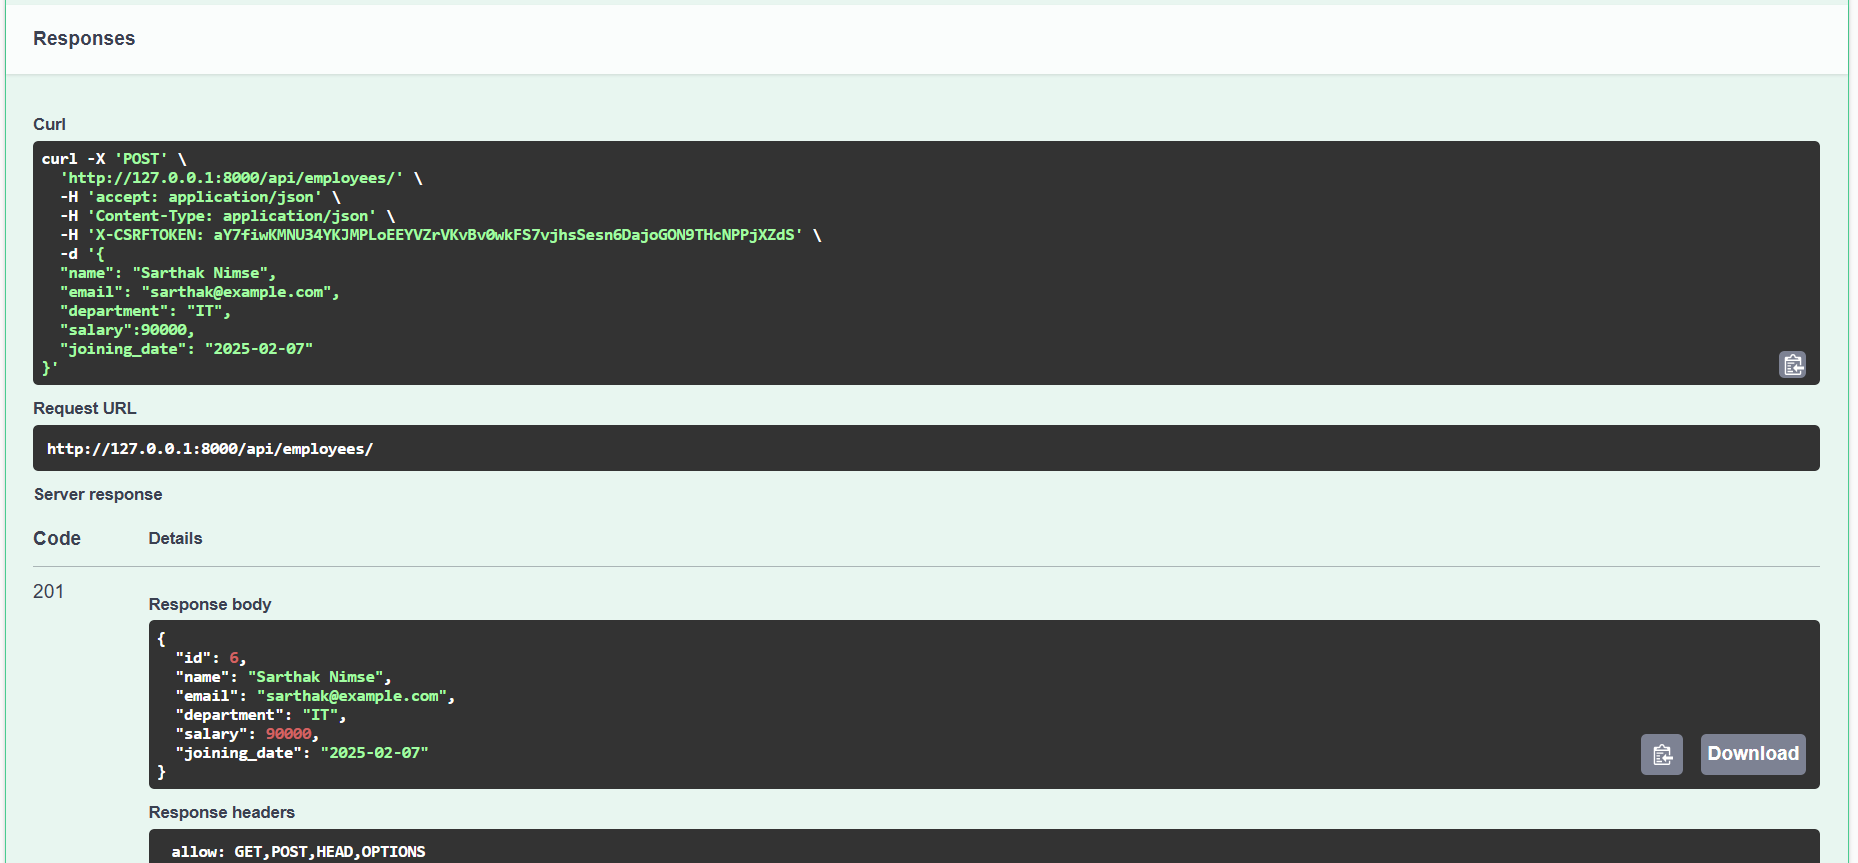 Responses
Curl
curl -X 'POST' \
'http://127.0.0.1:8000/api/employees/' \
-H 'accept: application/json' \
-H 'Content-Type: application/json' \
-H 'X-CSRFTOKEN: aY7fiwKMNU34YKJMPLoEEYVZrVKvBv0wkFS7vjhsSesn6DajoGON9THcNPPjXZdS' \
-d '{
"name": "Sarthak Nimse",
"email": "sarthak@example.com",
"department": "IT",
"salary":90000,
"joining_date": "2025-02-07"
}'
Request URL
http://127.0.0.1:8000/api/employees/
Server response
Code Details
201
Response body
{
"id": 6,
"name": "Sarthak Nimse",
"email": "sarthak@example.com",
"department": "IT",
"salary": 90000,
"joining_date": "2025-02-07"
}
Download
Response headers
allow: GET,POST,HEAD,OPTIONS